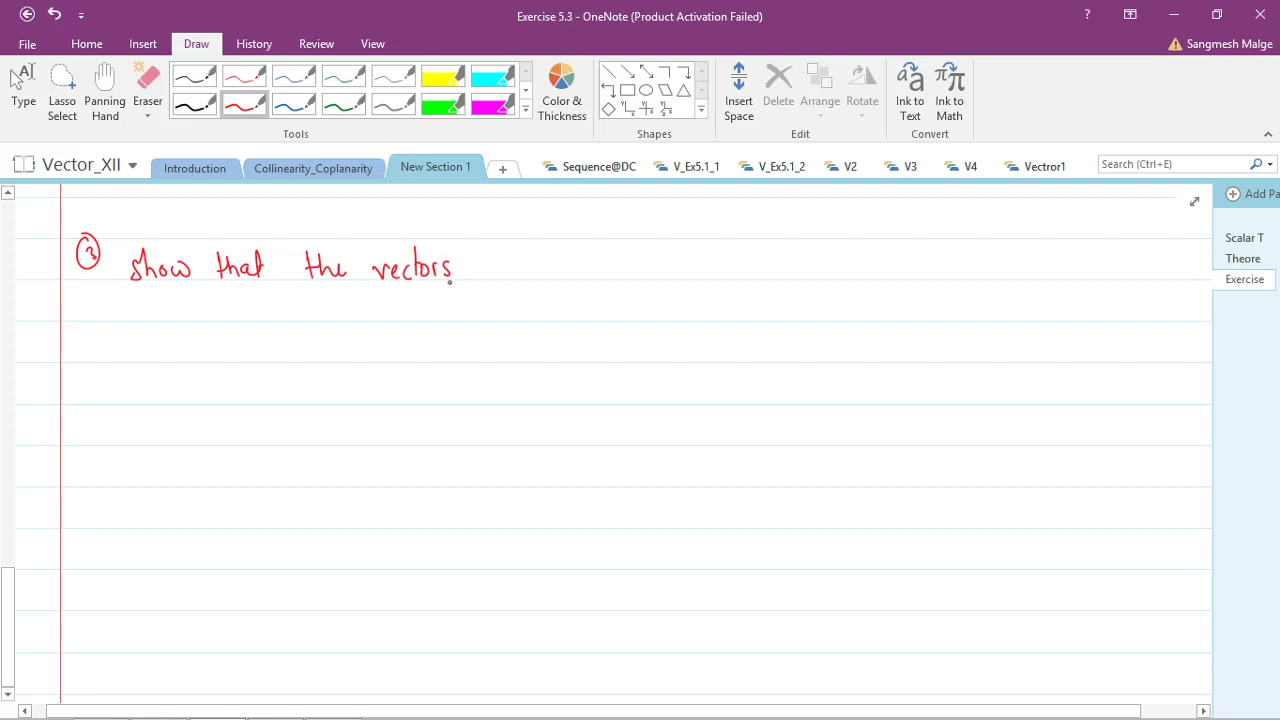 Exercise 5.3 - OneNote (Product Activation Failed)
?
File Home Insert Draw History Review View Sangmesh Malge
Type Lasso Select Panning Hand Eraser Color & Thickness Insert Space Delete Arrange Rotate Ink to Text Ink to Math
Tools Shapes Edit Convert
Vector_XII Introduction Collinearity_Coplanarity New Section 1 Sequence@DC V_Ex5.1_1 V_Ex5.1_2 V2 V3 V4 Vectror1 Search (Ctrl+E)
Add Pa
Scalar T
Theore
Exercise
③ show that the vectors